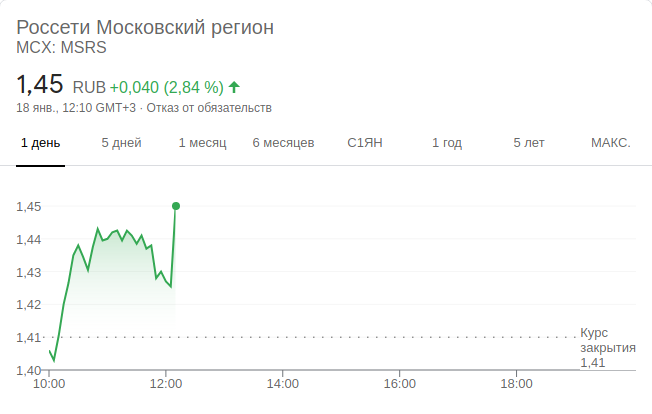 Россети Московский регион
MCX: MSRS
1,45 RUB +0,040 (2,84 %)
18 янв., 12:10 GMT+3 · Отказ от обязательств
1 день 5 дней 1 месяц 6 месяцев С1ЯН 1 год 5 лет МАКС.
1,45
1,44
1,43
1,42
1,41
1,40
Курс
закрытия
1,41
10:00 12:00 14:00 16:00 18:00